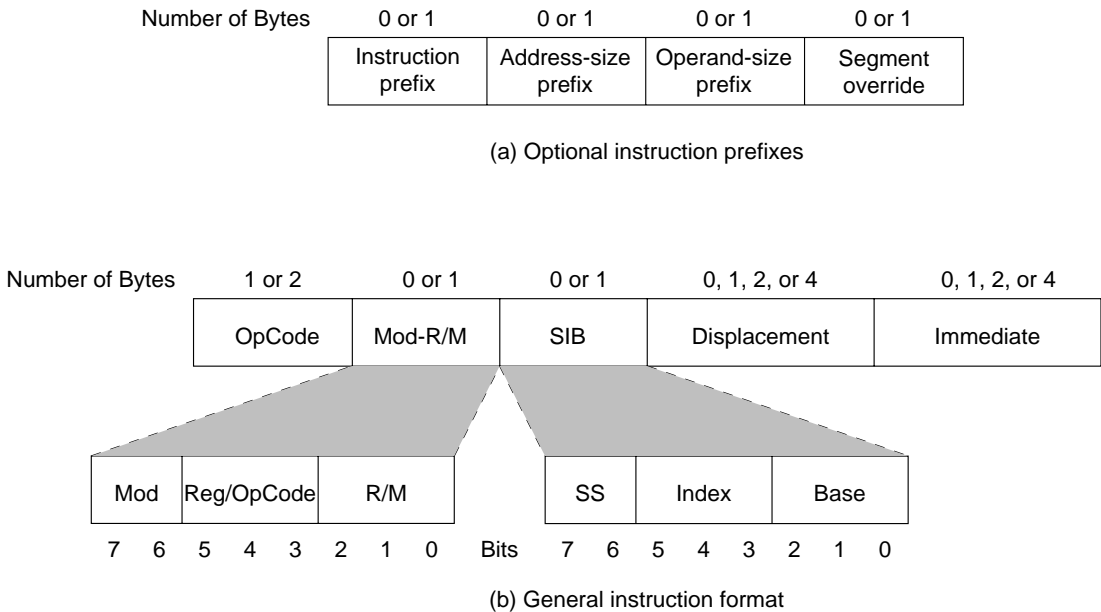 Number of Bytes 0 or 1 0 or 1 0 or 1 0 or 1
Instruction prefix Address-size prefix Operand-size prefix Segment override
(a) Optional instruction prefixes
Number of Bytes 1 or 2 0 or 1 0 or 1 0, 1, 2, or 4 0, 1, 2, or 4
OpCode Mod-R/M SIB Displacement Immediate
Mod Reg/OpCode R/M SS Index Base
7 6 5 4 3 2 1 0 Bits 7 6 5 4 3 2 1 0
(b) General instruction format